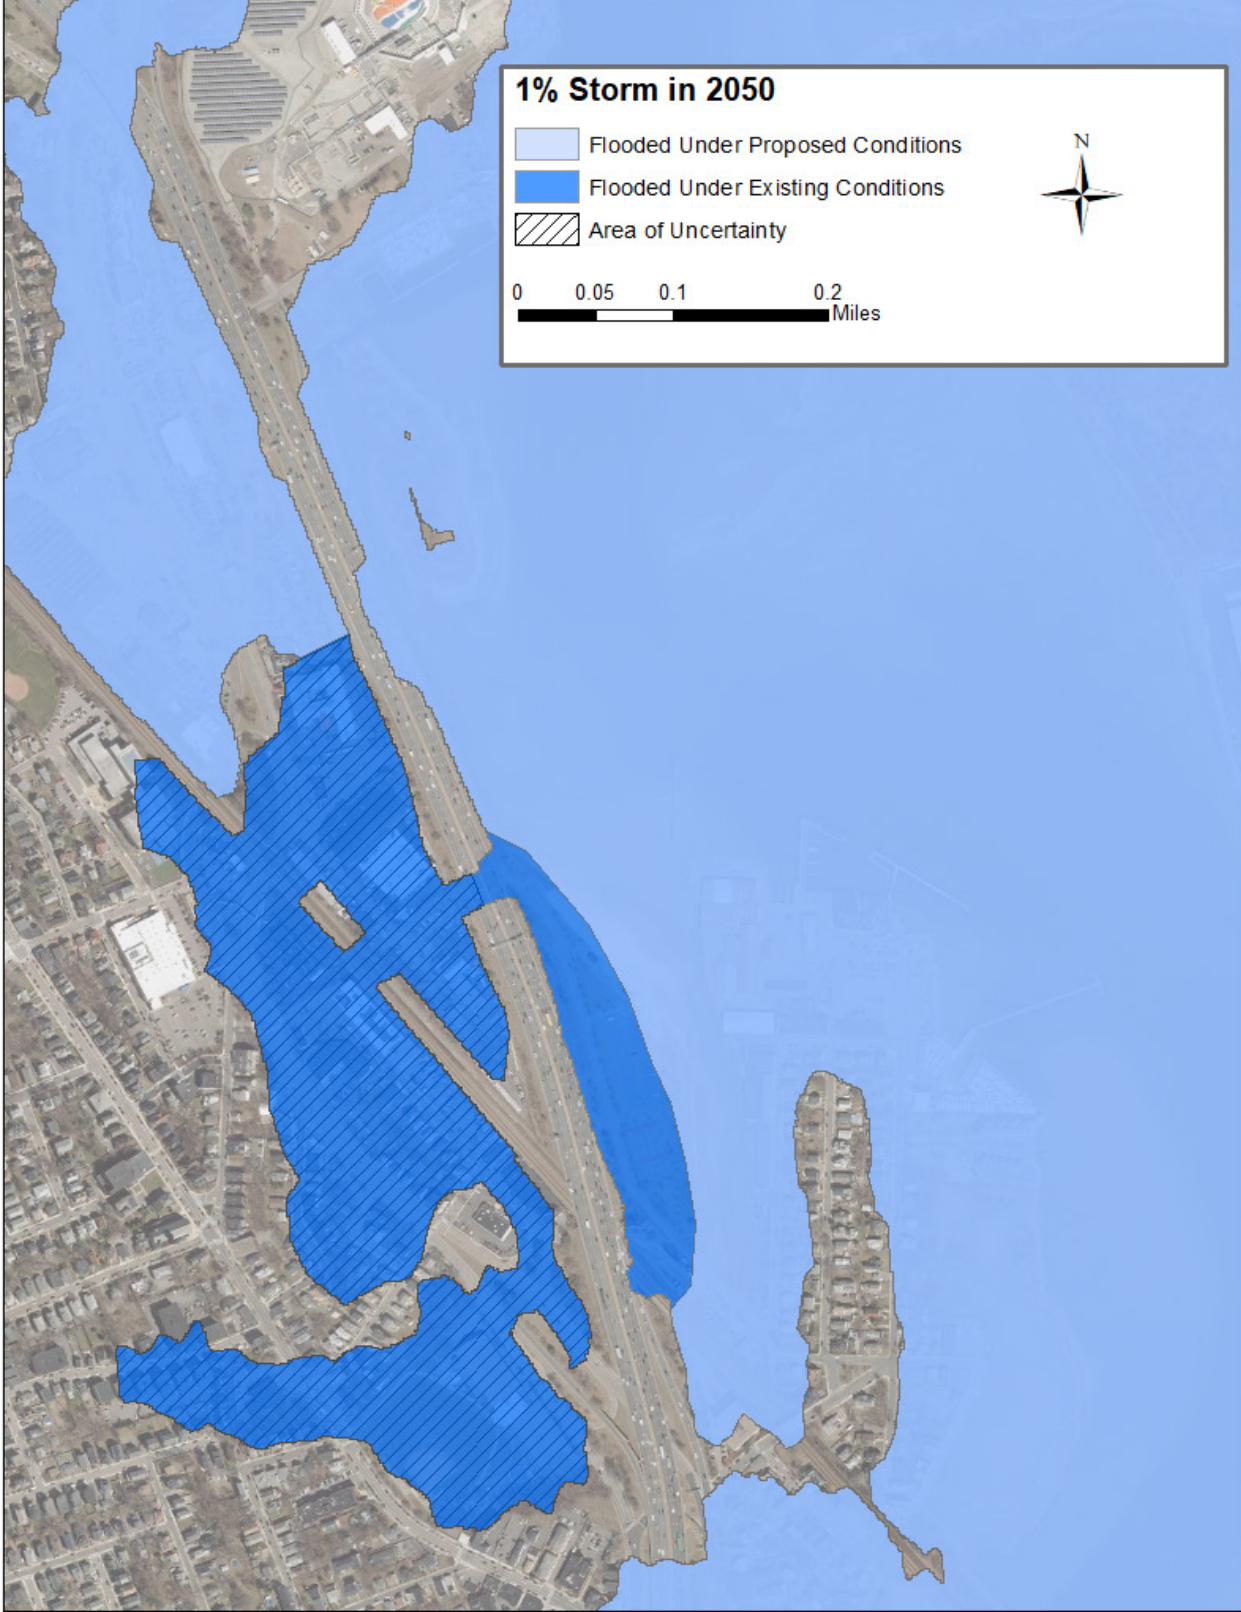 1% Storm in 2050
Flooded Under Proposed Conditions
Flooded Under Existing Conditions
Area of Uncertainty
N
0 0.05 0.1 0.2
Miles